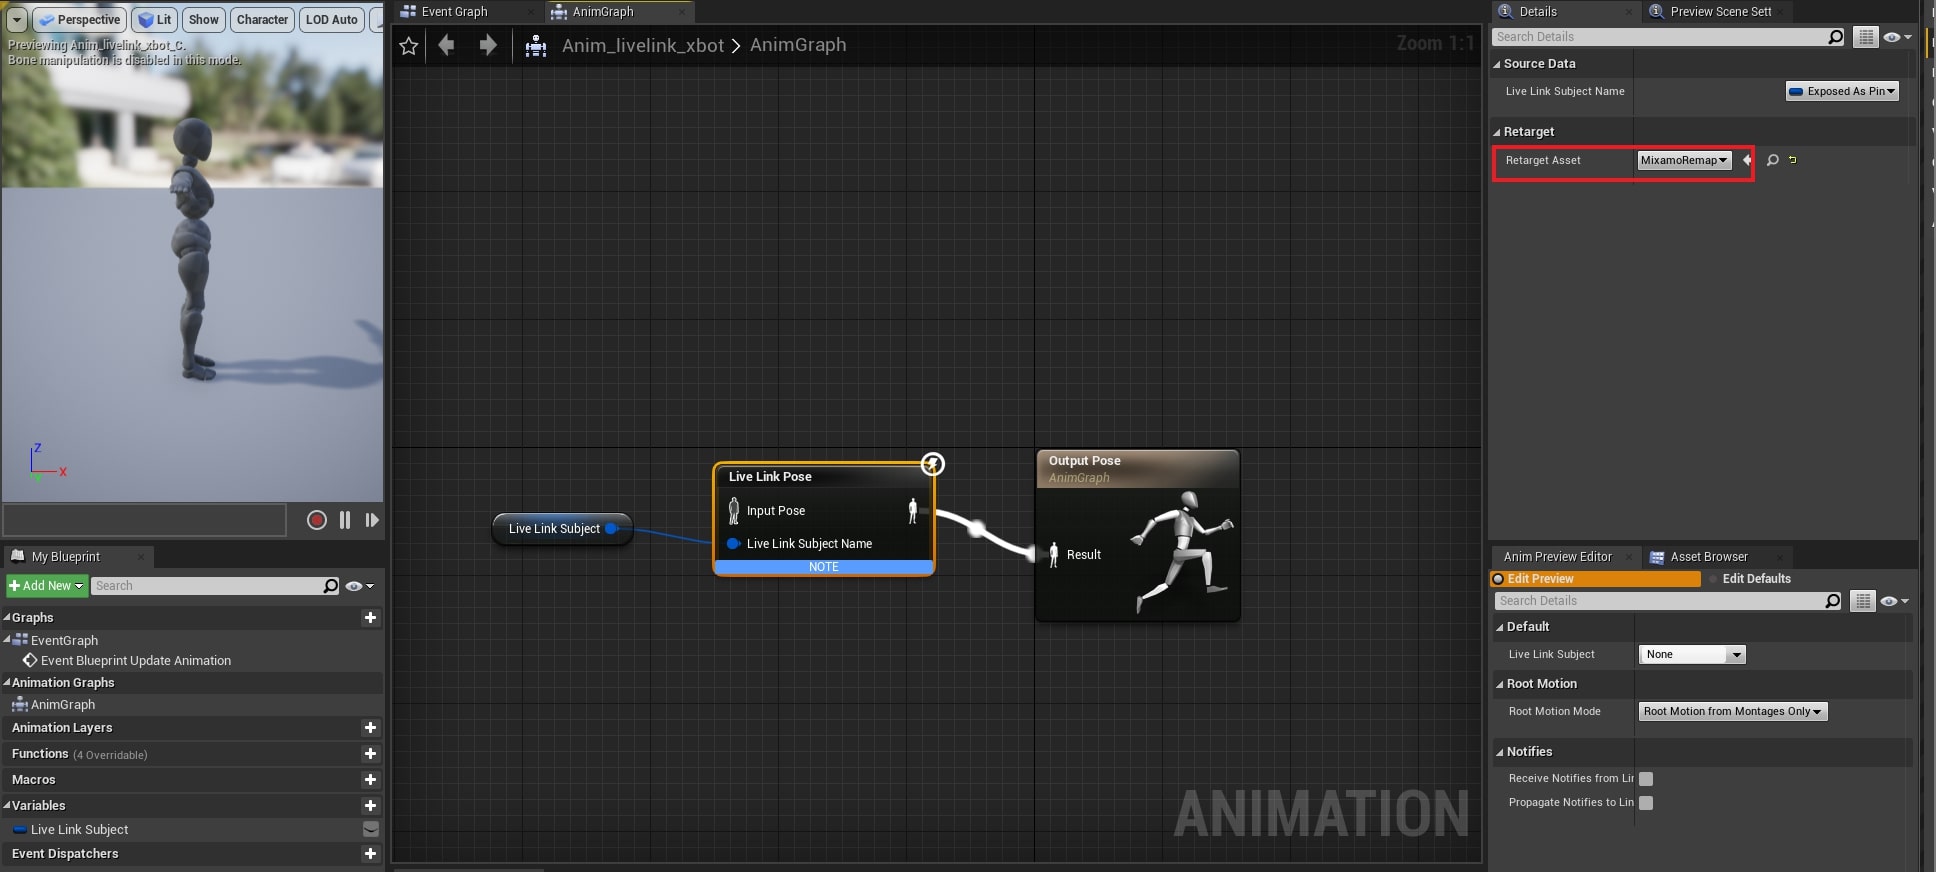 Perspective
Lit
Show
Character
LOD Auto
Previewing Anim_livelink_xbot_C.
Bone manipulation is disabled in this mode.
Z
X
My Blueprint
Add New
Search
Graphs
EventGraph
Event Blueprint Update Animation
Animation Graphs
AnimGraph
Animation Layers
Functions (4 Overridable)
Macros
Variables
Live Link Subject
Event Dispatchers
Event Graph
AnimGraph
Anim_livelink_xbot > AnimGraph
Zoom 1:1
Live Link Subject
Live Link Pose
Input Pose
Live Link Subject Name
NOTE
Output Pose
AnimGraph
Result
ANIMATION
Details
Preview Scene Sett
Search Details
Source Data
Live Link Subject Name
Exposed As Pin
Retarget
Retarget Asset
MixamoRemap
Anim Preview Editor
Asset Browser
Edit Preview
Edit Defaults
Search Details
Default
Live Link Subject
None
Root Motion
Root Motion Mode
Root Motion from Montages Only
Notifies
Receive Notifies from Lin
Propagate Notifies to Lin